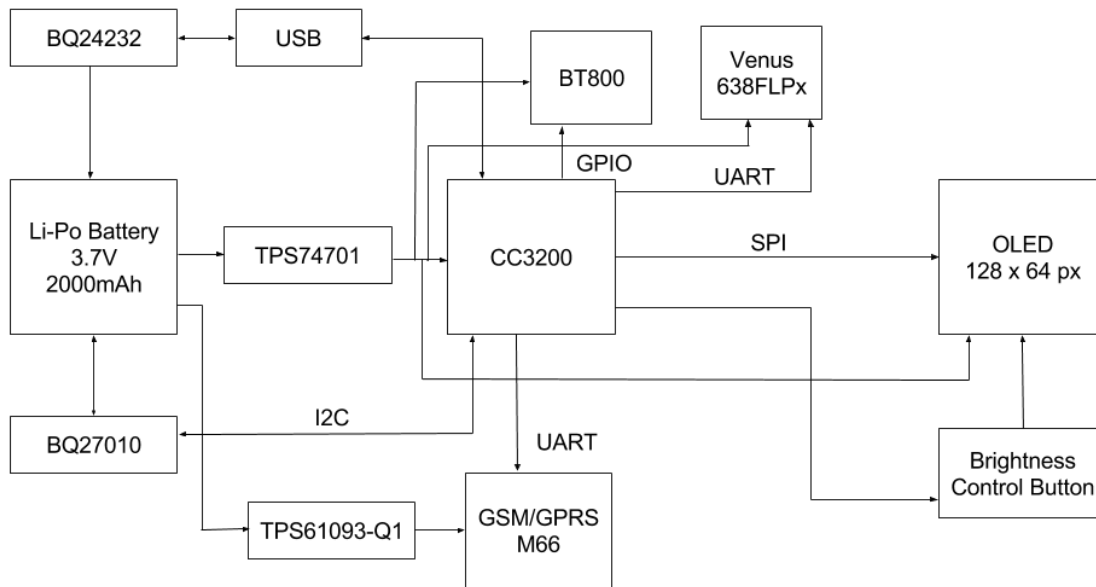 BQ24232
USB
BT800
Venus
638FLPx
GPIO
UART
Li-Po Battery
3.7V
2000mAh
TPS74701
CC3200
SPI
OLED
128 x 64 px
BQ27010
I2C
UART
Brightness
Control Button
TPS61093-Q1
GSM/GPRS
M66